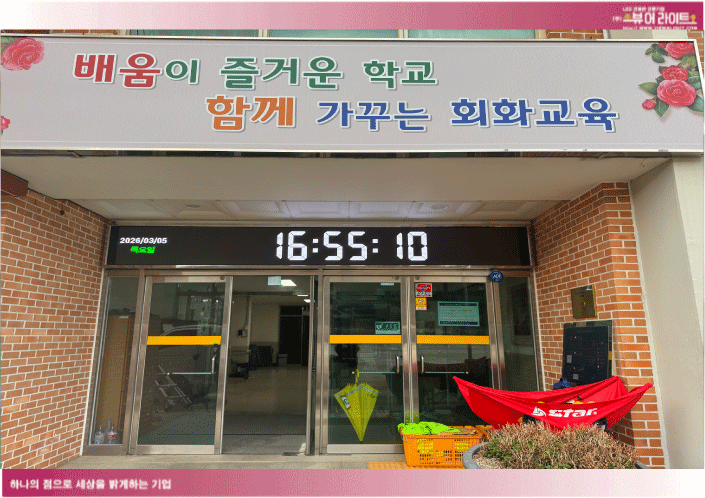 (주)뷰어라이트
배움이 즐거운 학교
함께 가꾸는 회화교육
2026/03/05
목요일
16:55:10
STAR
하나의 점으로 세상을 밝게하는 기업